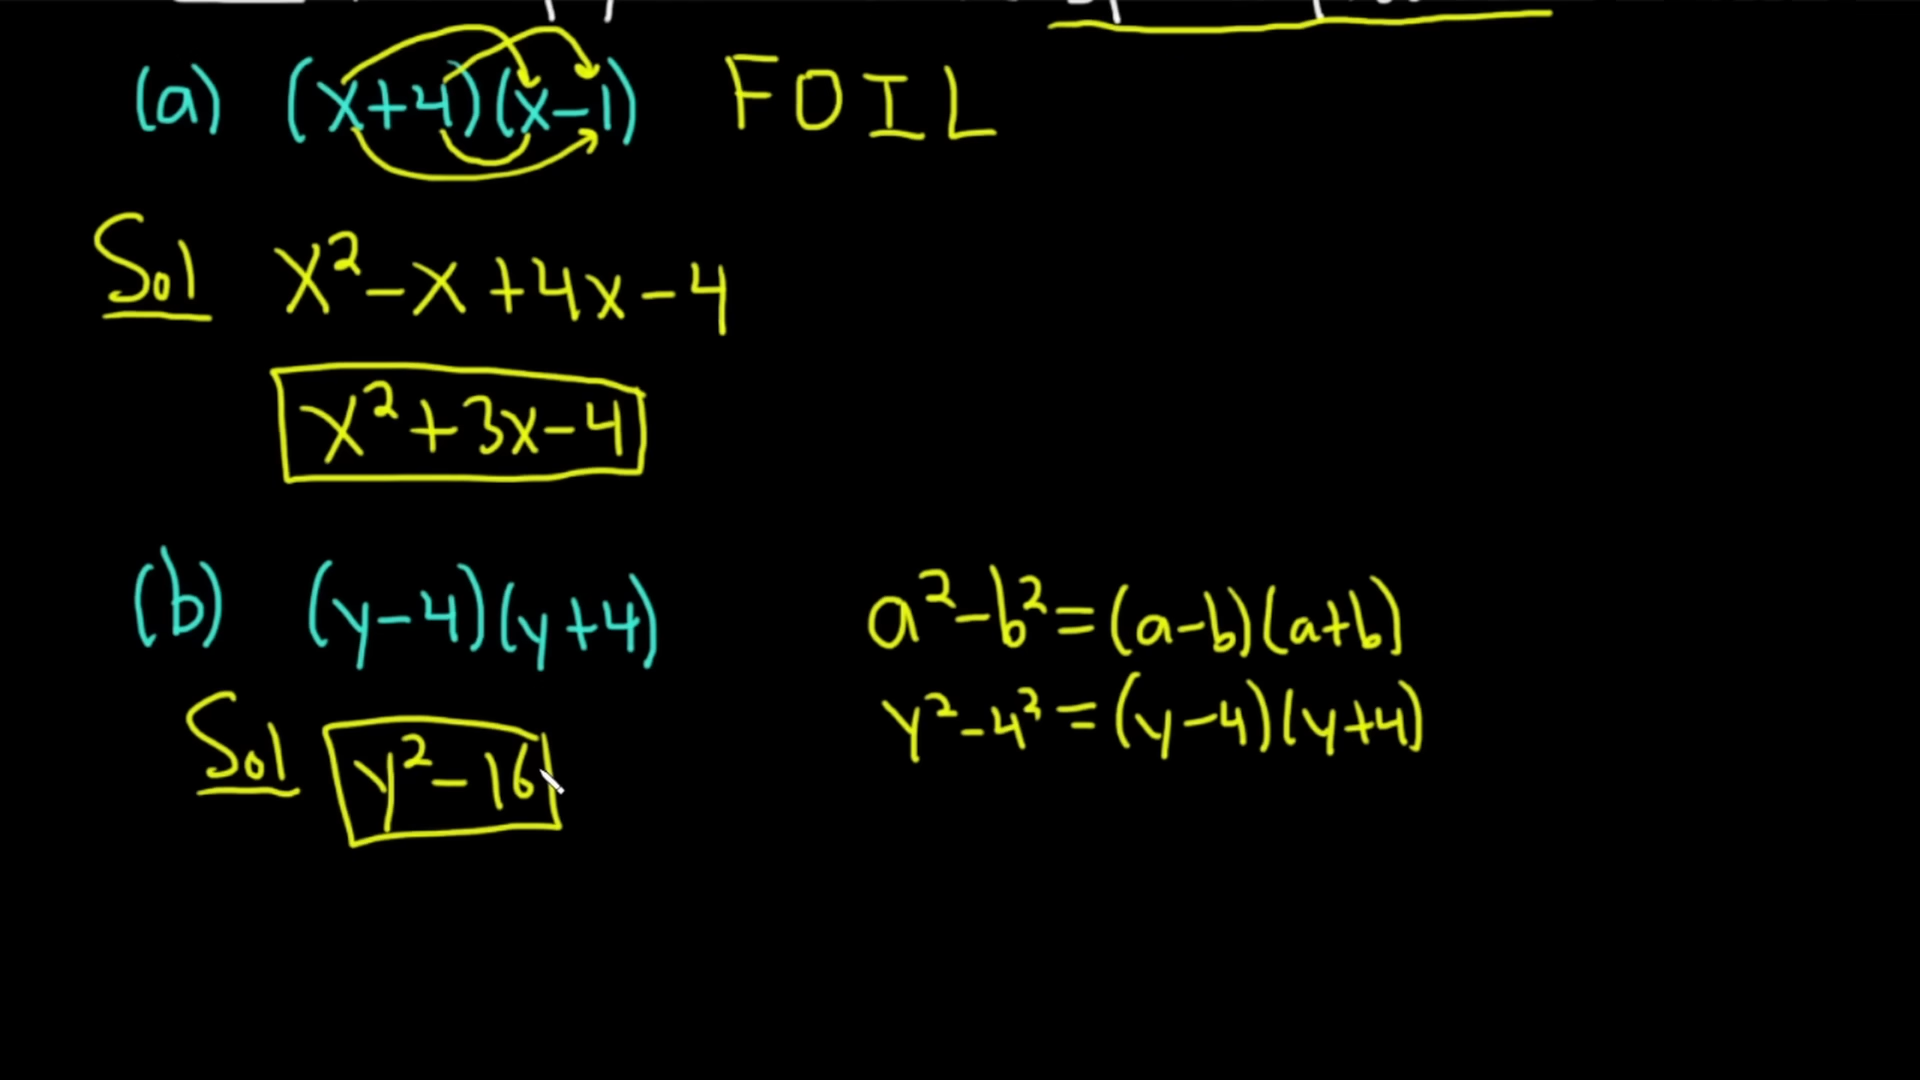 (a) (x+4)(x-1) FOIL
Sol x²-x+4x-4
x²+3x-4
(b) (y-4)(y+4)
a²-b²=(a-b)(a+b)
y²-4²=(y-4)(y+4)
Sol y²-16